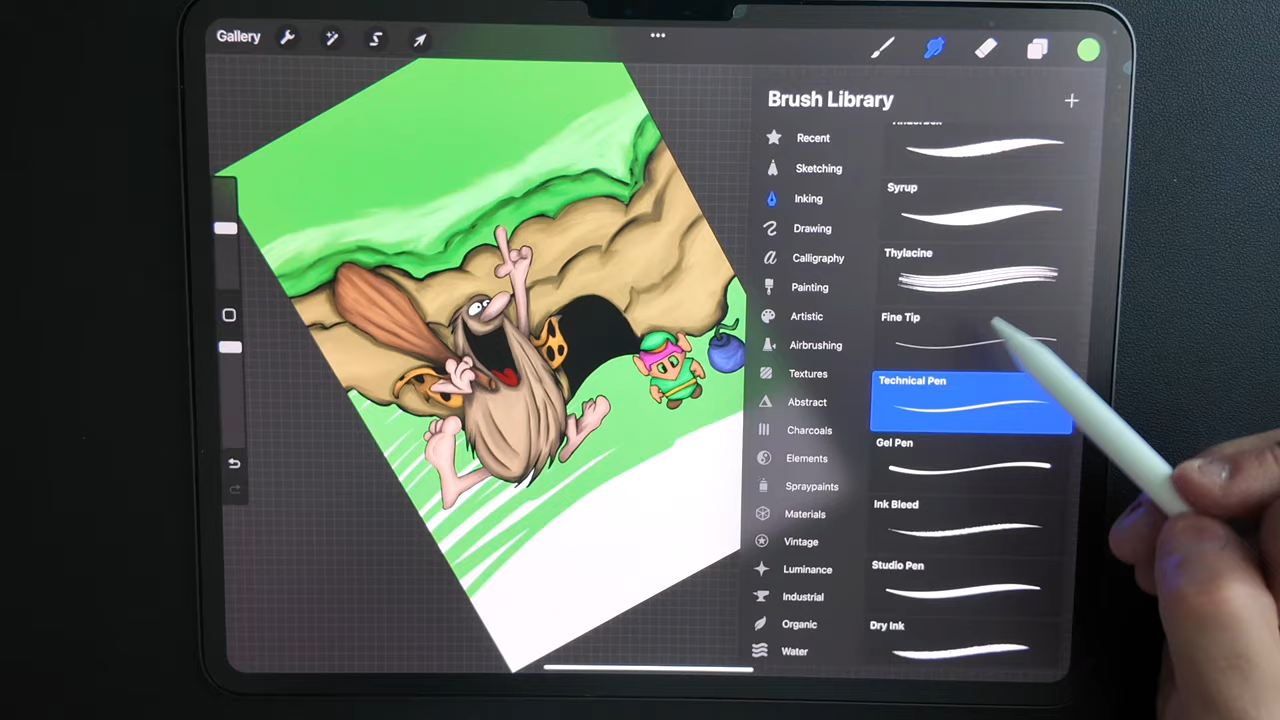 Gallery
Brush Library
Recent
Sketching
Inking
Drawing
Calligraphy
Painting
Artistic
Airbrushing
Textures
Abstract
Charcoals
Elements
Spraypaints
Materials
Vintage
Luminance
Industrial
Organic
Water
Syrup
Thylacine
Fine Tip
Technical Pen
Gel Pen
Ink Bleed
Studio Pen
Dry Ink